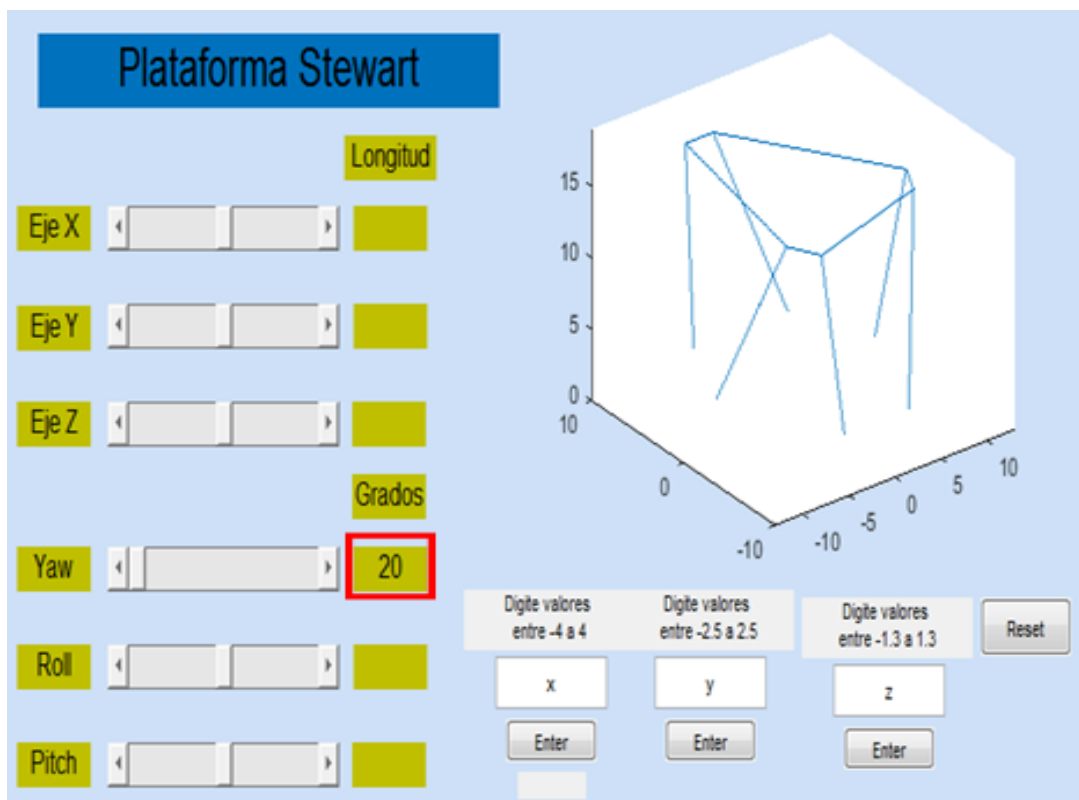 Plataforma Stewart
Longitud
Eje X
Eje Y
Eje Z
Grados
Yaw
20
Roll
Pitch
15
10
5
0
10
0
-10
-10
-5
0
5
10
Digite valores
entre -4 a 4
x
Enter
Digite valores
entre -2.5 a 2.5
y
Enter
Digite valores
entre -1.3 a 1.3
z
Enter
Reset